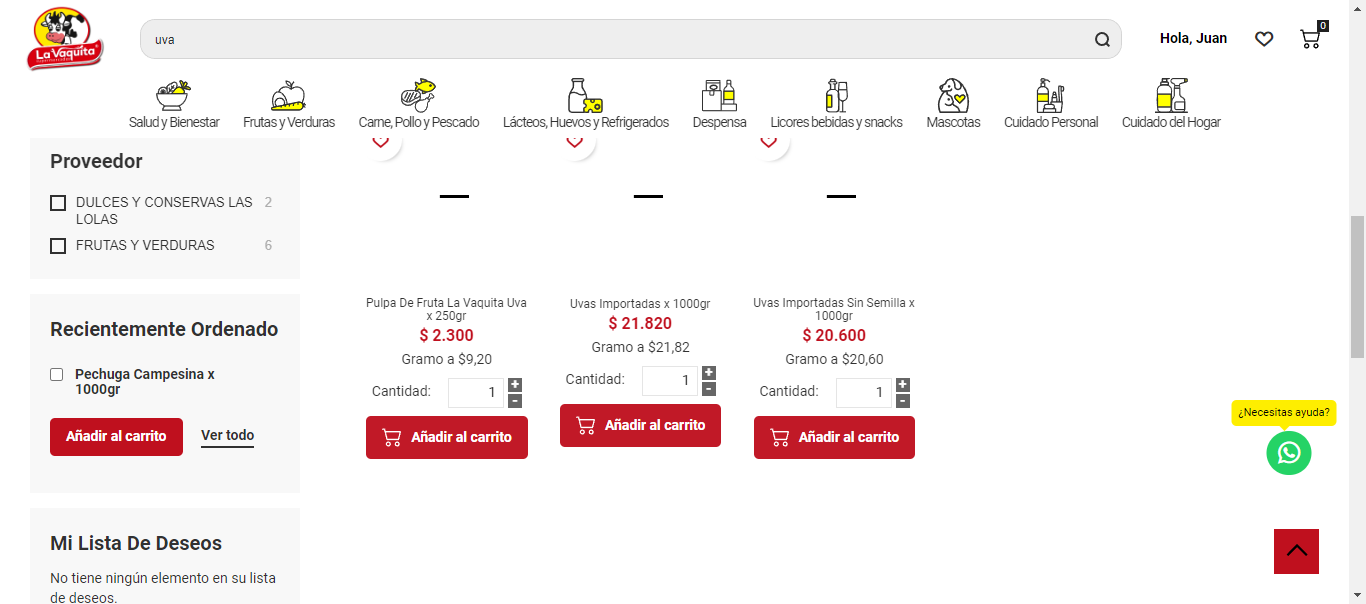 La Vaquita
uva
Hola, Juan
0
Salud y Bienestar
Frutas y Verduras
Carne, Pollo y Pescado
Lácteos, Huevos y Refrigerados
Despensa
Licores bebidas y snacks
Mascotas
Cuidado Personal
Cuidado del Hogar
Proveedor
DULCES Y CONSERVAS LAS 2
LOLAS
FRUTAS Y VERDURAS 6
Recientemente Ordenado
Pechuga Campesina x
1000gr
Añadir al carrito
Ver todo
Mi Lista De Deseos
No tiene ningún elemento en su lista
de deseos.
Pulpa De Fruta La Vaquita Uva
x 250gr
$ 2.300
Gramo a $9,20
Cantidad: 1 + -
Añadir al carrito
Uvas Importadas x 1000gr
$ 21.820
Gramo a $21,82
Cantidad: 1 + -
Añadir al carrito
Uvas Importadas Sin Semilla x
1000gr
$ 20.600
Gramo a $20,60
Cantidad: 1 + -
Añadir al carrito
¿Necesitas ayuda?